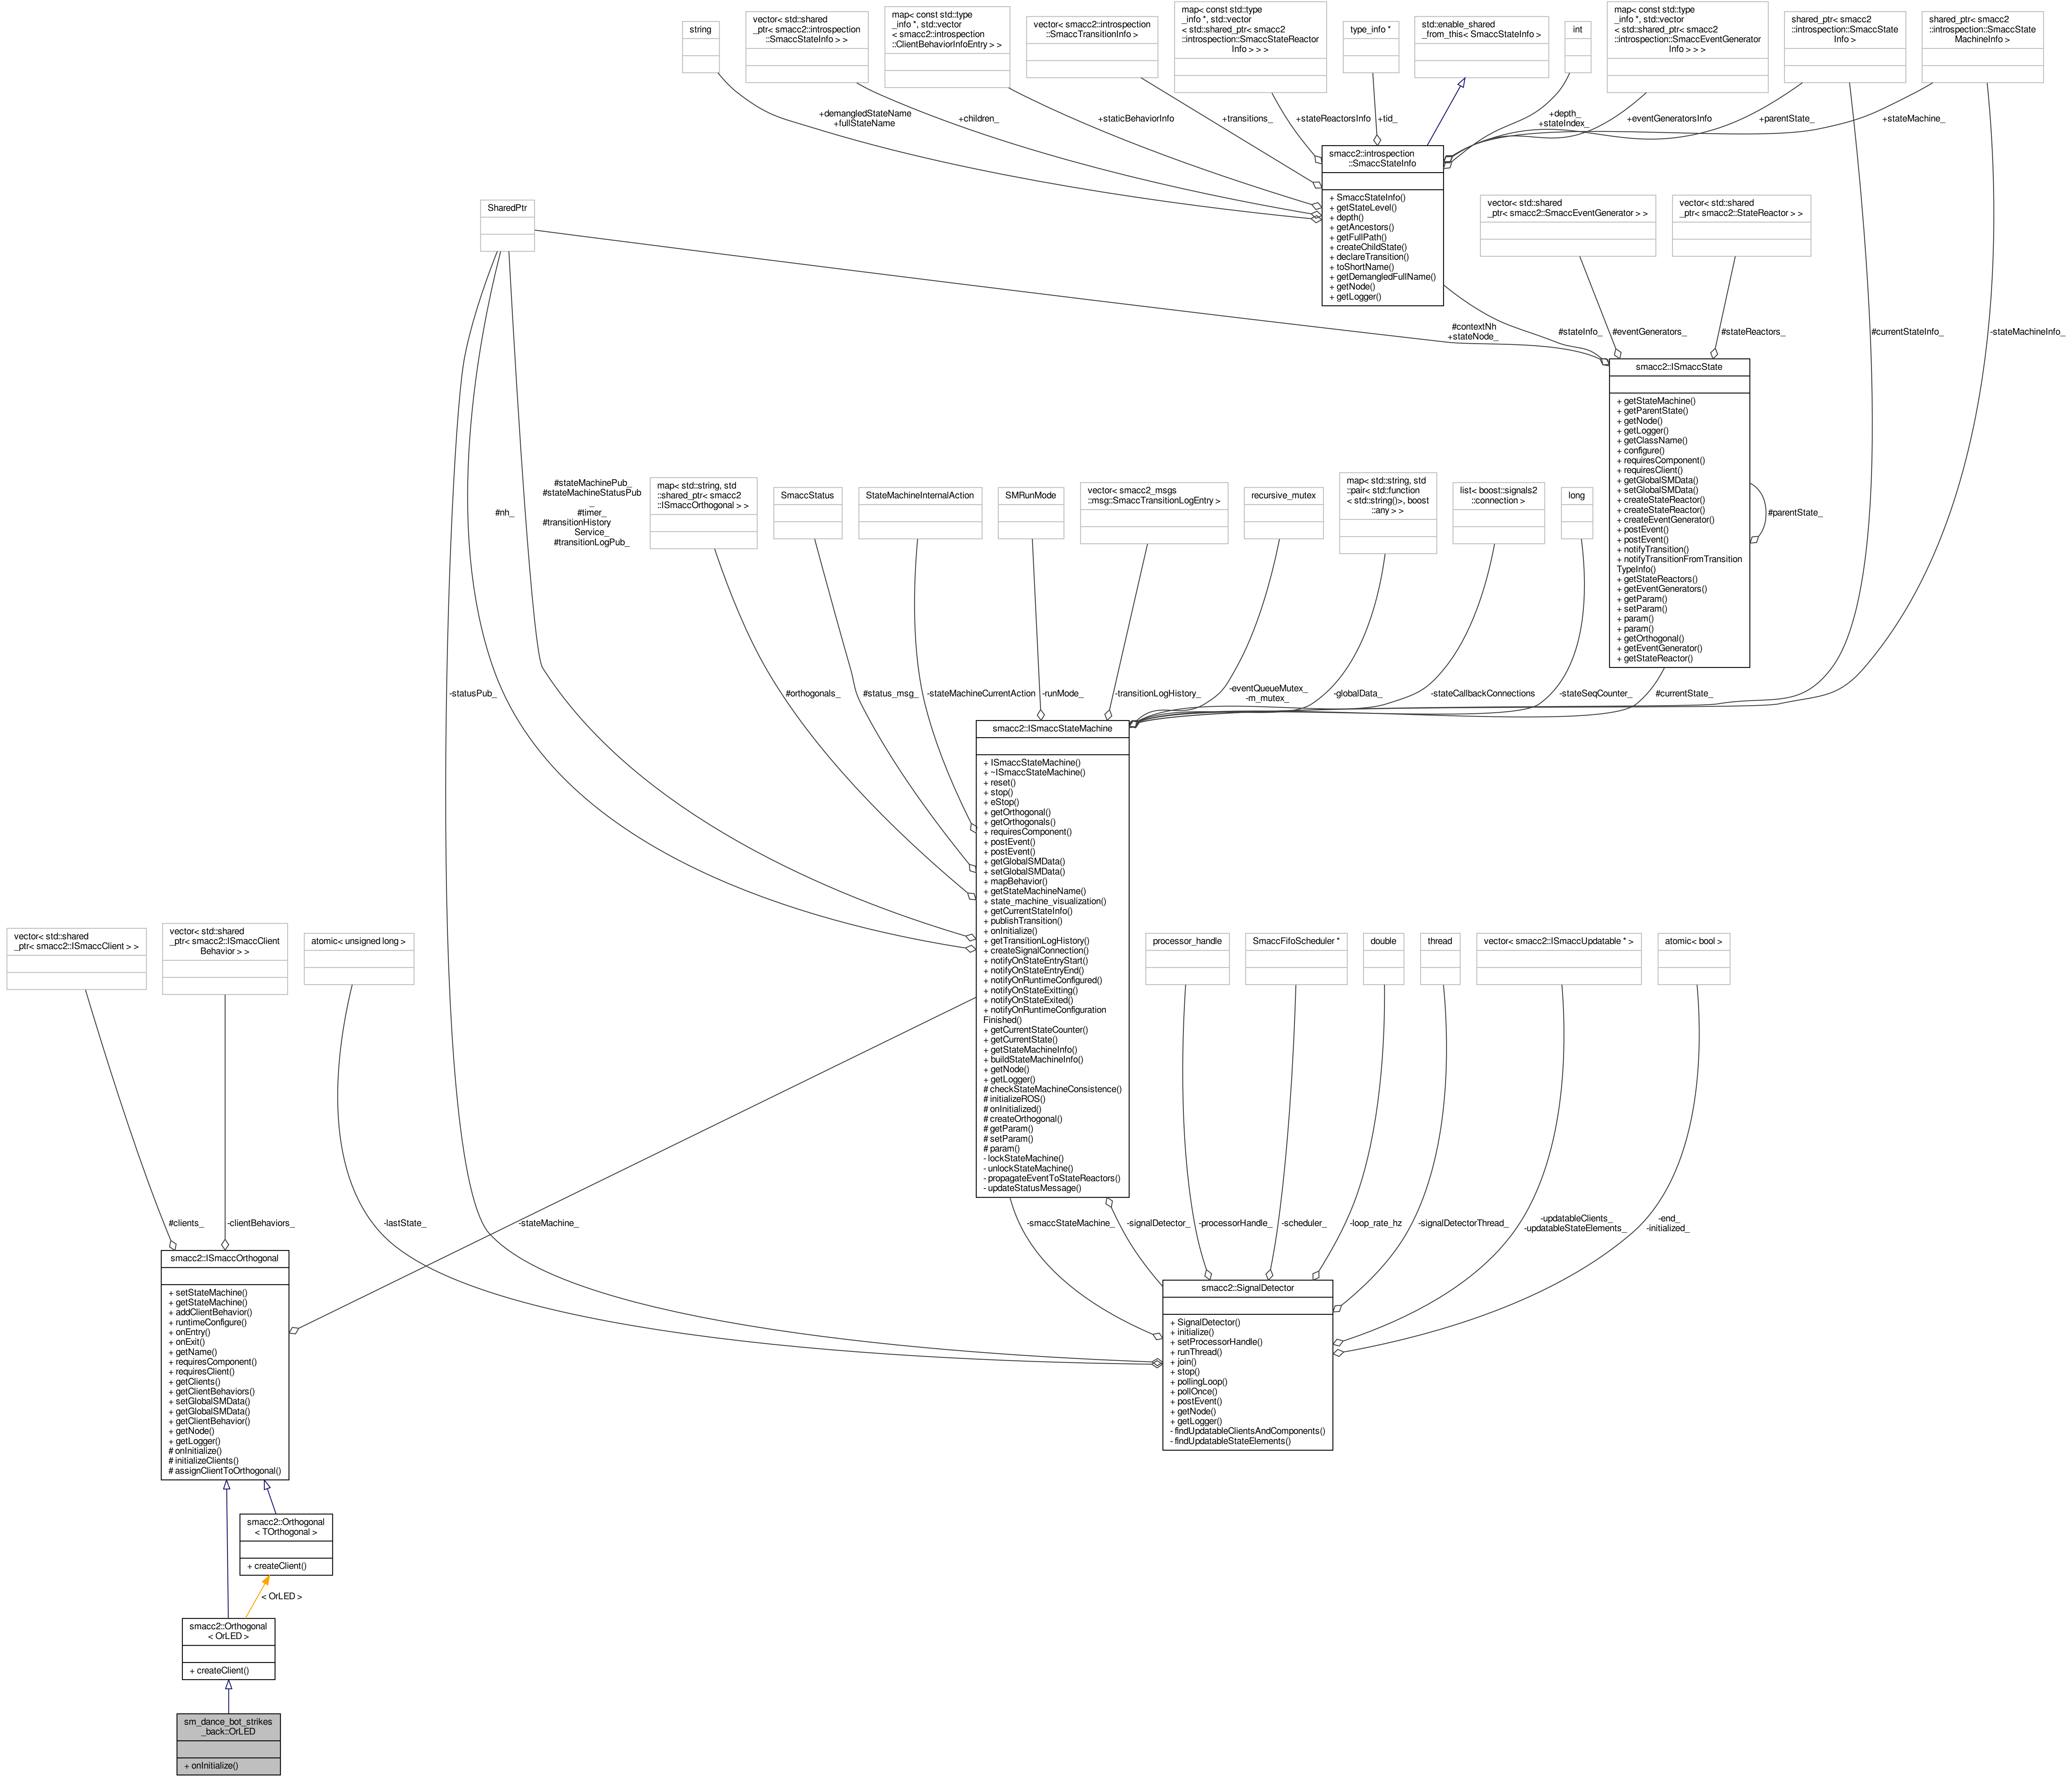 string
vector< std::shared
_ptr< smacc2::introspection
::SmaccStateInfo > >
map< const std::type
_info *, std::vector
< smacc2::introspection
::ClientBehaviorInfoEntry > >
vector< smacc2::introspection
::SmaccTransitionInfo >
map< const std::type
_info *, std::vector
< std::shared_ptr< smacc2
::introspection::SmaccStateReactor
Info > > >
type_info *
std::enable_shared
_from_this< SmaccStateInfo >
int
map< const std::type
_info *, std::vector
< std::shared_ptr< smacc2
::introspection::SmaccEventGenerator
Info > > >
shared_ptr< smacc2
::introspection::SmaccState
Info >
shared_ptr< smacc2
::introspection::SmaccState
MachineInfo >
+demangledStateName
+fullStateName
+children_
+staticBehaviorInfo
+transitions_
+stateReactorsInfo
+tid_
+depth_
+stateIndex_
+eventGeneratorsInfo
+parentState_
+stateMachine_
smacc2::introspection
::SmaccStateInfo
+ SmaccStateInfo()
+ getStateLevel()
+ depth()
+ getAncestors()
+ getFullPath()
+ createChildState()
+ declareTransition()
+ toShortName()
+ getDemangledFullName()
+ getNode()
+ getLogger()
SharedPtr
vector< std::shared
_ptr< smacc2::SmaccEventGenerator > >
vector< std::shared
_ptr< smacc2::StateReactor > >
#contextNh
+stateNode_
#stateInfo_
#eventGenerators_
#stateReactors_
#currentStateInfo_
-stateMachineInfo_
smacc2::ISmaccState
+ getStateMachine()
+ getParentState()
+ getNode()
+ getLogger()
+ getClassName()
+ configure()
+ requiresComponent()
+ requiresClient()
+ getGlobalSMData()
+ setGlobalSMData()
+ createStateReactor()
+ createStateReactor()
+ createEventGenerator()
+ postEvent()
+ postEvent()
+ notifyTransition()
+ notifyTransitionFromTransition
TypeInfo()
+ getStateReactors()
+ getEventGenerators()
+ getParam()
+ setParam()
+ param()
+ param()
+ getOrthogonal()
+ getEventGenerator()
+ getStateReactor()
#parentState_
#nh_
#stateMachinePub_
#stateMachineStatusPub
_
#timer_
#transitionHistory
Service_
#transitionLogPub_
map< std::string, std
::shared_ptr< smacc2
::ISmaccOrthogonal > >
SmaccStatus
StateMachineInternalAction
SMRunMode
vector< smacc2_msgs
::msg::SmaccTransitionLogEntry >
recursive_mutex
map< std::string, std
::pair< std::function
< std::string()>, boost
::any > >
list< boost::signals2
::connection >
long
-statusPub_
#orthogonals_
#status_msg_
-stateMachineCurrentAction
-runMode_
-transitionLogHistory_
-eventQueueMutex_
-m_mutex_
-globalData_
-stateCallbackConnections
-stateSeqCounter_
#currentState_
smacc2::ISmaccStateMachine
+ ISmaccStateMachine()
+ ~ISmaccStateMachine()
+ reset()
+ stop()
+ eStop()
+ getOrthogonal()
+ getOrthogonals()
+ requiresComponent()
+ postEvent()
+ postEvent()
+ getGlobalSMData()
+ setGlobalSMData()
+ mapBehavior()
+ getStateMachineName()
+ state_machine_visualization()
+ getCurrentStateInfo()
+ publishTransition()
+ onInitialize()
+ getTransitionLogHistory()
+ createSignalConnection()
+ notifyOnStateEntryStart()
+ notifyOnStateEntryEnd()
+ notifyOnRuntimeConfigured()
+ notifyOnStateExitting()
+ notifyOnStateExited()
+ notifyOnRuntimeConfiguration
Finished()
+ getCurrentStateCounter()
+ getCurrentState()
+ getStateMachineInfo()
+ buildStateMachineInfo()
+ getNode()
+ getLogger()
# checkStateMachineConsistence()
# initializeROS()
# onInitialized()
# createOrthogonal()
# getParam()
# setParam()
# param()
- lockStateMachine()
- unlockStateMachine()
- propagateEventToStateReactors()
- updateStatusMessage()
vector< std::shared
_ptr< smacc2::ISmaccClient > >
vector< std::shared
_ptr< smacc2::ISmaccClient
Behavior > >
atomic< unsigned long >
processor_handle
SmaccFifoScheduler *
double
thread
vector< smacc2::ISmaccUpdatable * >
atomic< bool >
#clients_
-clientBehaviors_
-lastState_
-stateMachine_
-smaccStateMachine_
-signalDetector_
-processorHandle_
-scheduler_
-loop_rate_hz
-signalDetectorThread_
-updatableClients_
-updatableStateElements_
-end_
-initialized_
smacc2::ISmaccOrthogonal
+ setStateMachine()
+ getStateMachine()
+ addClientBehavior()
+ runtimeConfigure()
+ onEntry()
+ onExit()
+ getName()
+ requiresComponent()
+ requiresClient()
+ getClients()
+ getClientBehaviors()
+ setGlobalSMData()
+ getGlobalSMData()
+ getClientBehavior()
+ getNode()
+ getLogger()
# onInitialize()
# initializeClients()
# assignClientToOrthogonal()
smacc2::SignalDetector
+ SignalDetector()
+ initialize()
+ setProcessorHandle()
+ runThread()
+ join()
+ stop()
+ pollingLoop()
+ pollOnce()
+ postEvent()
+ getNode()
+ getLogger()
- findUpdatableClientsAndComponents()
- findUpdatableStateElements()
smacc2::Orthogonal
< TOrthogonal >
+ createClient()
< OrLED >
smacc2::Orthogonal
< OrLED >
+ createClient()
sm_dance_bot_strikes
_back::OrLED
+ onInitialize()